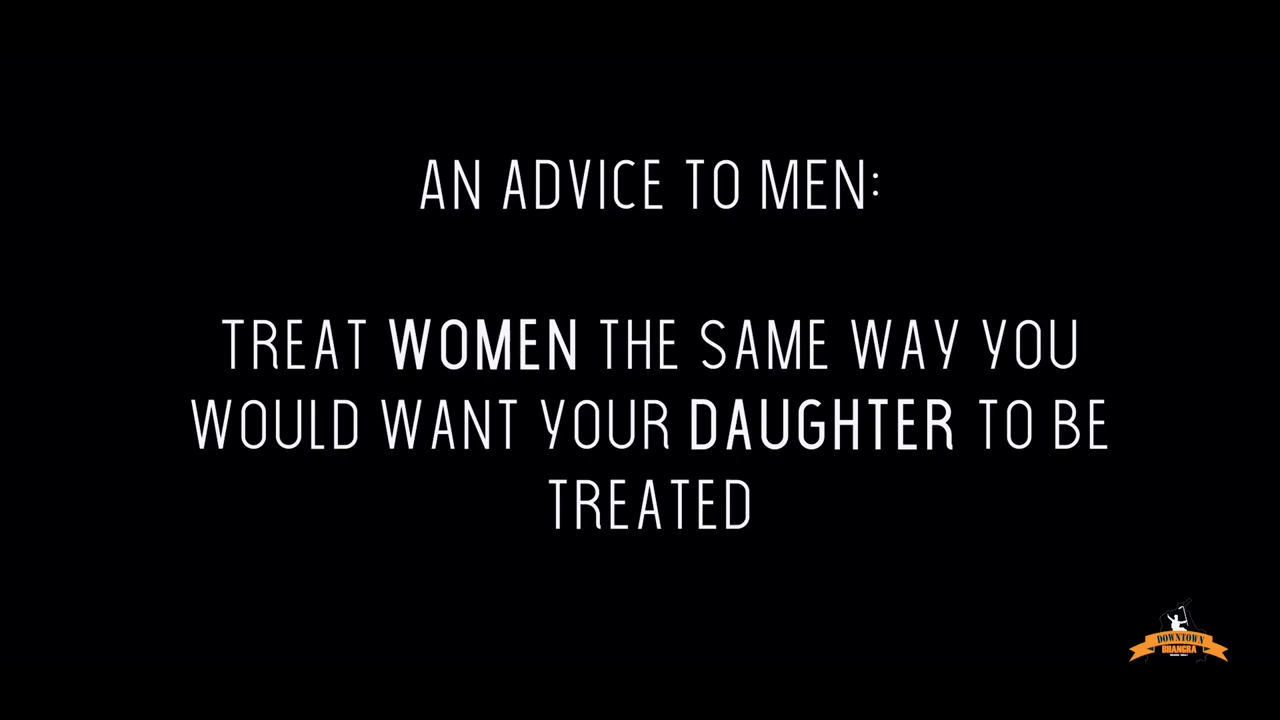 AN ADVICE TO MEN:
TREAT WOMEN THE SAME WAY YOU
WOULD WANT YOUR DAUGHTER TO BE
TREATED
DOWNTOWN
BHANGRA